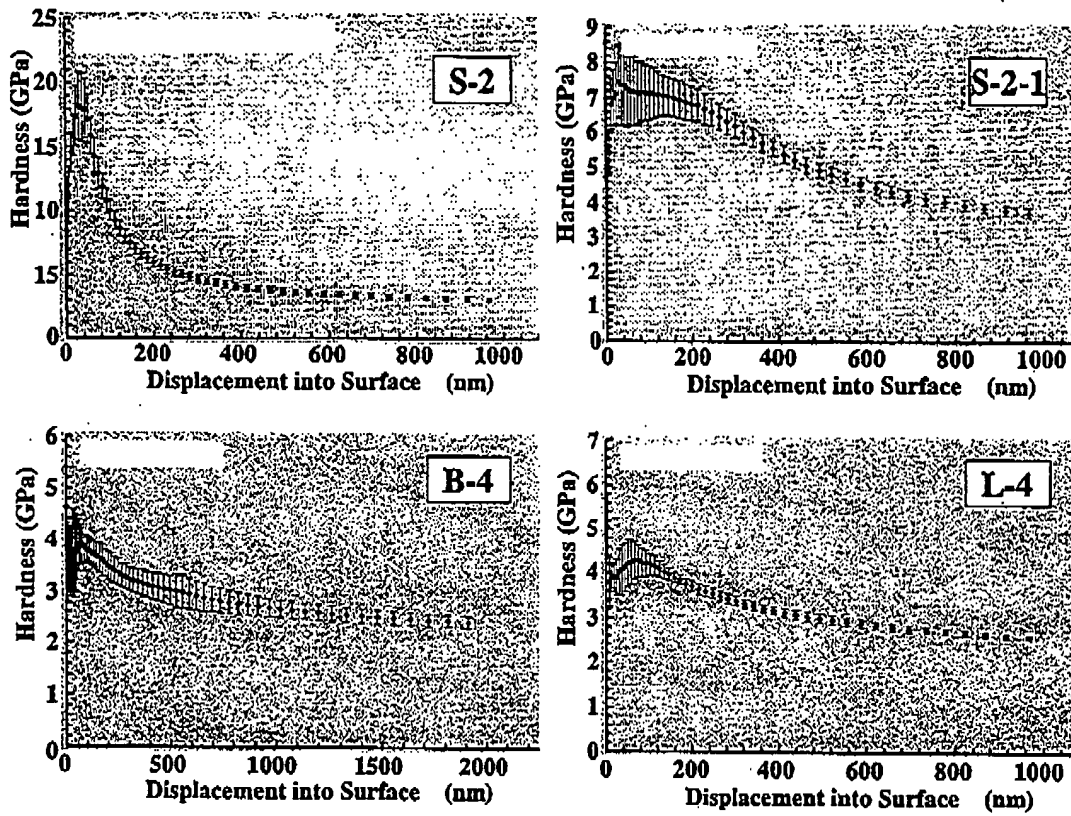 25
20
15
10
15
0
Hardness (GPa)
S-2
0 200 400 600 800 1000
Displacement into Surface (nm)
9
8
7
6
5
4
3
2
1
0
Hardness (GPa)
S-2-1
0 200 400 600 800 1000
Displacement into Surface (nm)
6
5
4
3
2
1
0
Hardness (GPa)
B-4
0 500 1000 1500 2000
Displacement into Surface (nm)
7
6
5
4
3
2
1
0
Hardness (GPa)
L-4
0 200 400 600 800 1000
Displacement into Surface (nm)